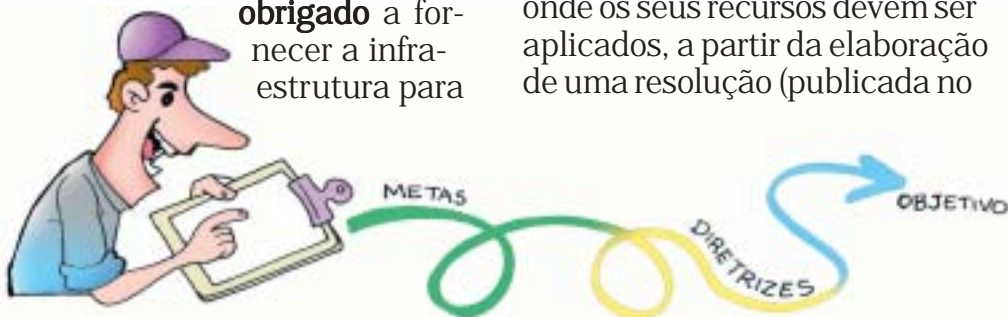 obrigado a for-
necer a infra-
estrutura para
onde os seus recursos devem ser
aplicados, a partir da elaboração
de uma resolução (publicada no
METAS
DIRETRIZES
OBJETIVO